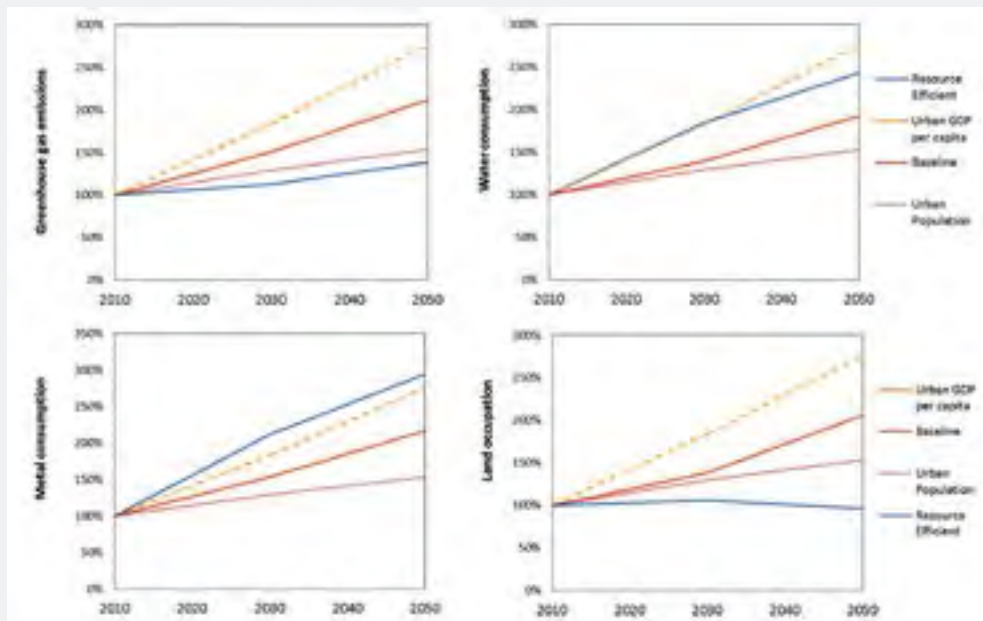 Greenhouse gas emissions
300%
250%
200%
150%
100%
50%
0%
2010 2020 2030 2040 2050
Water consumption
300%
250%
200%
150%
100%
50%
0%
2010 2020 2030 2040 2050
Resource
Efficient
Urban GDP
per capita
Baseline
Urban
Population
Metal consumption
350%
300%
250%
200%
150%
100%
50%
0%
2010 2020 2030 2040 2050
Land occupation
300%
250%
200%
150%
100%
50%
0%
2010 2020 2030 2040 2050
Urban GDP
per capita
Baseline
Urban
Population
Resource
Efficient